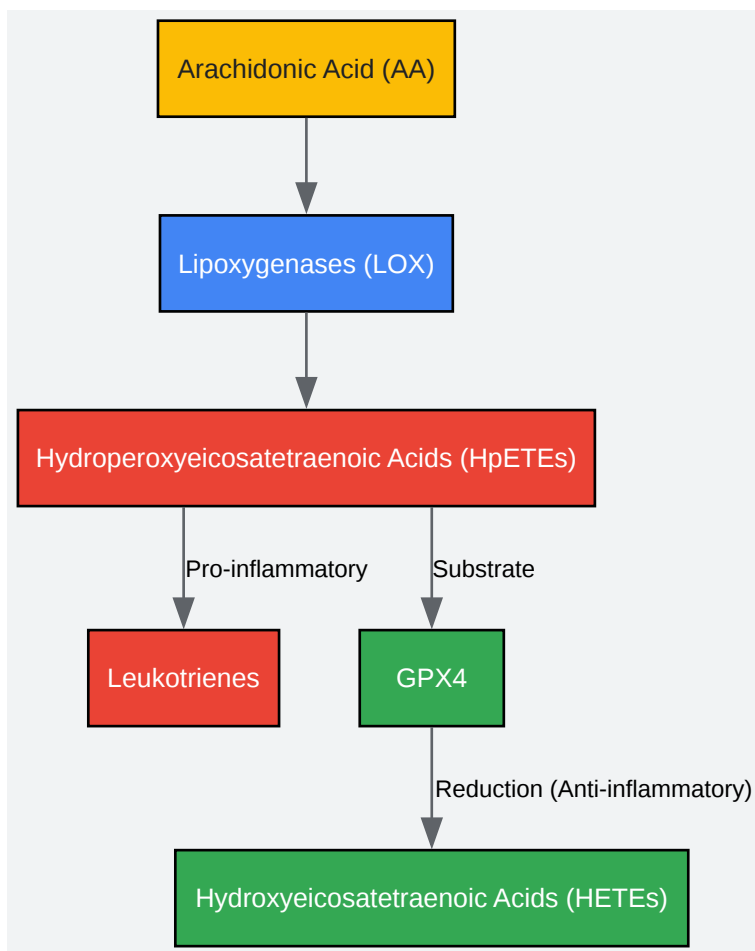 Arachidonic Acid (AA)
Lipoxygenases (LOX)
Hydroperoxyeicosatetraenoic Acids (HpETEs)
Pro-inflammatory
Substrate
Leukotrienes
GPX4
Reduction (Anti-inflammatory)
Hydroxyeicosatetraenoic Acids (HETEs)